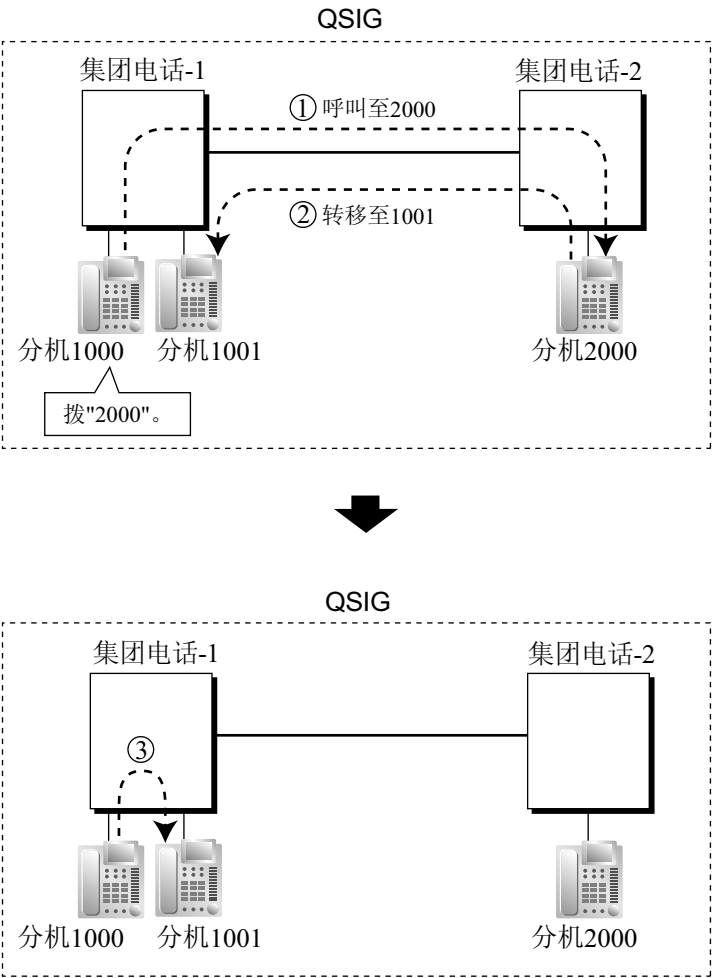 QSIG
集团电话-1
集团电话-2
① 呼叫至2000
② 转移至1001
分机1000
分机1001
分机2000
拨"2000"。
QSIG
集团电话-1
集团电话-2
③
分机1000
分机1001
分机2000